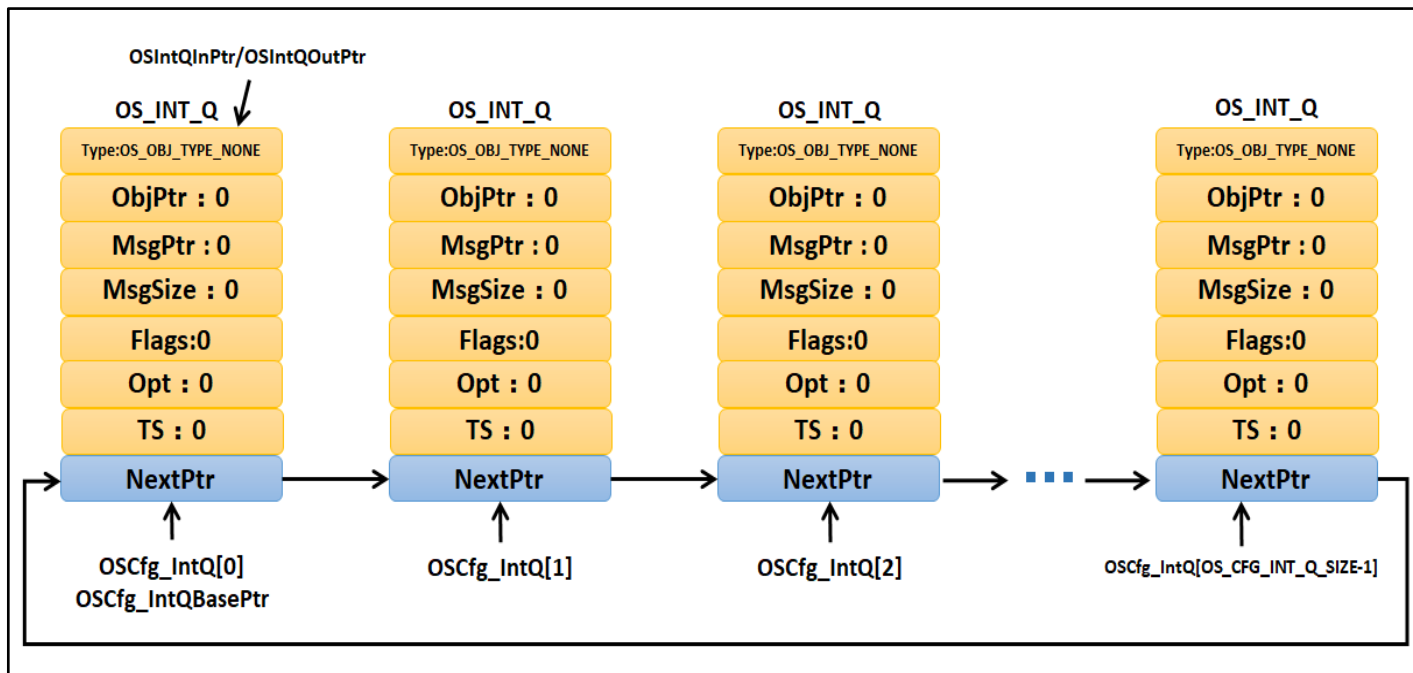 OSIntQInPtr/OSIntQOutPtr
OS_INT_Q
Type:OS_OBJ_TYPE_NONE
ObjPtr：0
MsgPtr：0
MsgSize：0
Flags:0
Opt：0
TS：0
NextPtr
OSCfg_IntQ[0]
OSCfg_IntQBasePtr
OS_INT_Q
Type:OS_OBJ_TYPE_NONE
ObjPtr：0
MsgPtr：0
MsgSize：0
Flags:0
Opt：0
TS：0
NextPtr
OSCfg_IntQ[1]
OS_INT_Q
Type:OS_OBJ_TYPE_NONE
ObjPtr：0
MsgPtr：0
MsgSize：0
Flags:0
Opt：0
TS：0
NextPtr
OSCfg_IntQ[2]
OS_INT_Q
Type:OS_OBJ_TYPE_NONE
ObjPtr：0
MsgPtr：0
MsgSize：0
Flags:0
Opt：0
TS：0
NextPtr
OSCfg_IntQ[OS_CFG_INT_Q_SIZE-1]